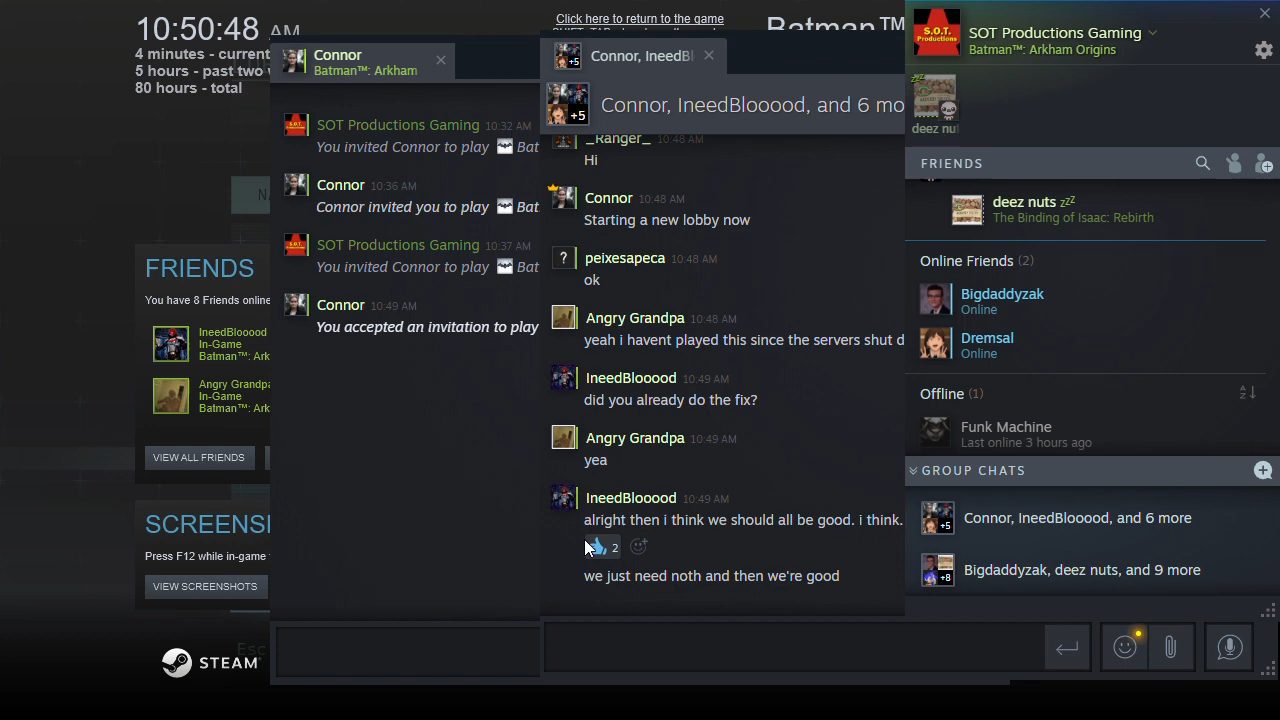 10:50:48 AM
4 minutes - current
5 hours - past two
80 hours - total
Click here to return to the game
Batman™:
FRIENDS
You have 8 Friends online
IneedBlooood
In-Game
Batman™: Ark
Angry Grandpa
In-Game
Batman™: Ark
VIEW ALL FRIENDS
SCREENS
Press F12 while in-game
VIEW SCREENSHOTS
Esc
STEAM
Connor
Batman™: Arkham
SOT Productions Gaming 10:32 AM
You invited Connor to play Bat
Connor 10:36 AM
Connor invited you to play Bat
SOT Productions Gaming 10:37 AM
You invited Connor to play Bat
Connor 10:49 AM
You accepted an invitation to play
Connor, IneedBl
+5
+5 Connor, IneedBlooood, and 6 mo
_Ranger_ 10:48 AM
Hi
Connor 10:48 AM
Starting a new lobby now
? peixesapeca 10:48 AM
ok
Angry Grandpa 10:48 AM
yeah i havent played this since the servers shut d
IneedBlooood 10:49 AM
did you already do the fix?
Angry Grandpa 10:49 AM
yea
IneedBlooood 10:49 AM
alright then i think we should all be good. i think.
2
we just need noth and then we're good
S.O.T.
Productions
SOT Productions Gaming
Batman™: Arkham Origins
zzz
deez nut
FRIENDS
deez nuts zzz
The Binding of Isaac: Rebirth
Online Friends (2)
Bigdaddyzak
Online
Dremsal
Online
Offline (1)
Funk Machine
Last online 3 hours ago
GROUP CHATS
+5 Connor, IneedBlooood, and 6 more
+8 Bigdaddyzak, deez nuts, and 9 more